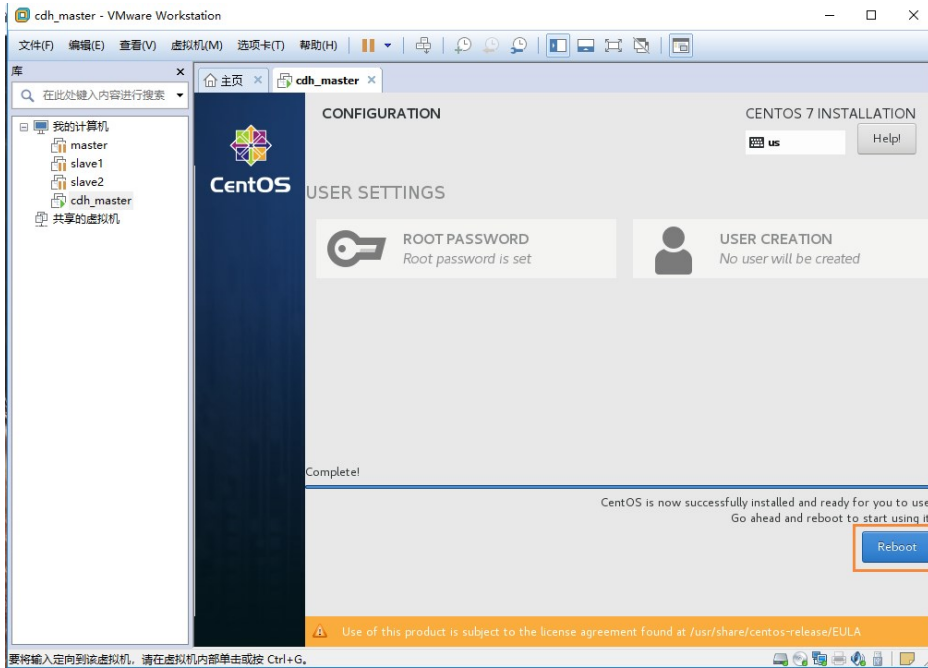 cdh_master - VMware Workstation
文件(F) 编辑(E) 查看(V) 虚拟机(M) 选项卡(T) 帮助(H)
库
在此处键入内容进行搜索
我的计算机
master
slave1
slave2
cdh_master
共享的虚拟机
主页
cdh_master
CentOS
CONFIGURATION
CENTOS 7 INSTALLATION
us
Help!
USER SETTINGS
ROOT PASSWORD
Root password is set
USER CREATION
No user will be created
Complete!
CentOS is now successfully installed and ready for you to use
Go ahead and reboot to start using it
Reboot
Use of this product is subject to the license agreement found at /usr/share/centos-release/EULA
要将输入定向到该虚拟机，请在虚拟机内部单击或按 Ctrl+G。